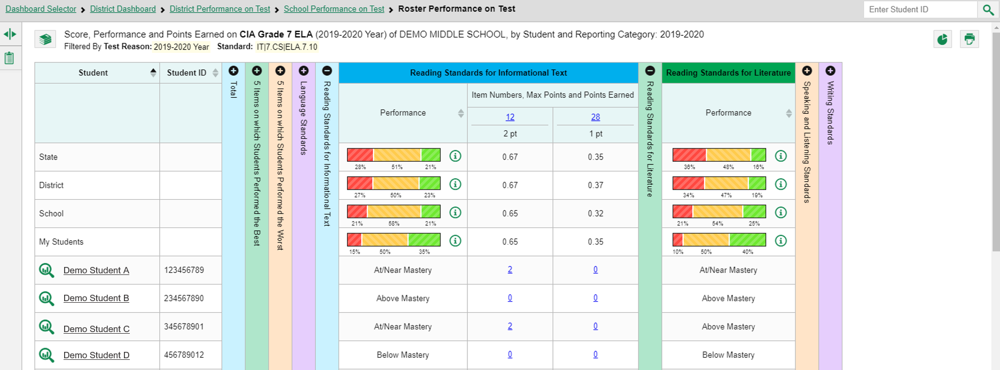 Dashboard Selector > District Dashboard > District Performance on Test > School Performance on Test > Roster Performance on Test
Enter Student ID
Score, Performance and Points Earned on CIA Grade 7 ELA (2019-2020 Year) of DEMO MIDDLE SCHOOL, by Student and Reporting Category: 2019-2020
Filtered By Test Reason: 2019-2020 Year Standard: IT|7.CS|ELA.7.10
Student Student ID
Total
5 Items on which Students Performed the Best
5 Items on which Students Performed the Worst
Language Standards
Reading Standards for Informational Text
Reading Standards for Informational Text
Performance
Item Numbers, Max Points and Points Earned
12 28
2 pt 1 pt
Reading Standards for Literature
Reading Standards for Literature
Performance
Speaking and Listening Standards
Writing Standards
State 0.67 0.35
28% 51% 21% 36% 48% 16%
District 0.67 0.37
27% 50% 23% 34% 47% 19%
School 0.65 0.32
21% 58% 21% 21% 54% 25%
My Students 0.65 0.35
15% 50% 35% 10% 50% 40%
Demo Student A 123456789 At/Near Mastery 2 0 At/Near Mastery
Demo Student B 234567890 Above Mastery 0 0 Above Mastery
Demo Student C 345678901 At/Near Mastery 2 0 Above Mastery
Demo Student D 456789012 Below Mastery 0 0 Below Mastery